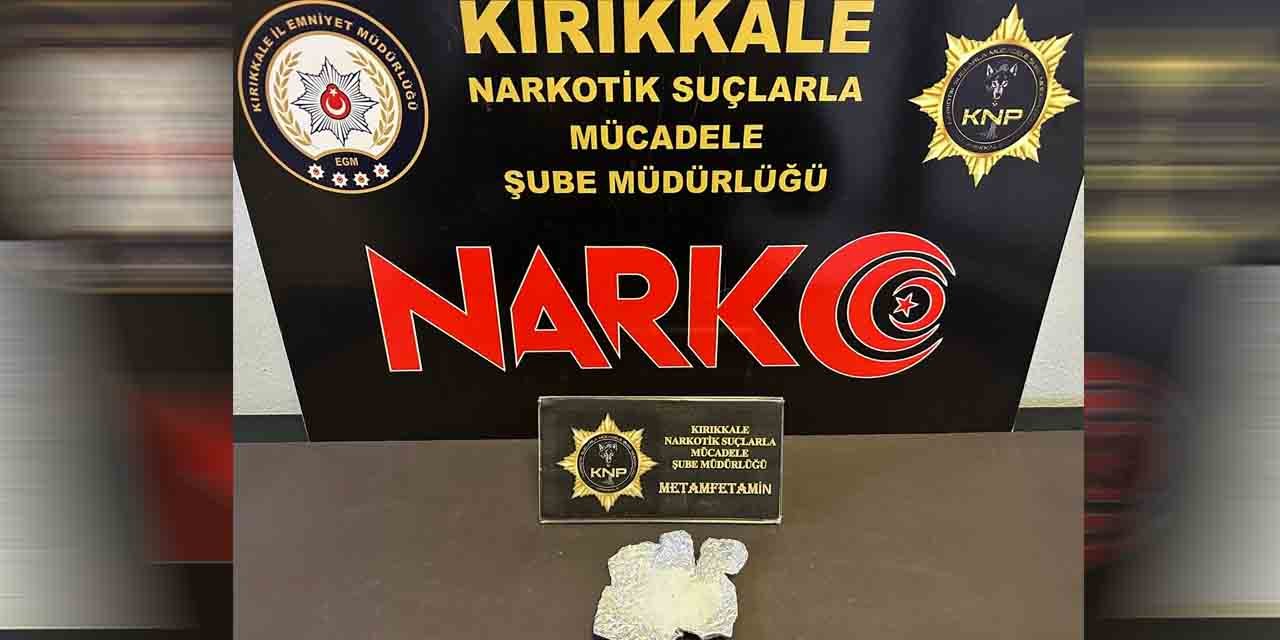 KIRIKKALE İL EMNİYET MÜDÜRLÜĞÜ
EGM
KIRIKKALE
NARKOTİK SUÇLARLA
MÜCADELE
ŞUBE MÜDÜRLÜĞÜ
KNP
NARKO
KNP
KIRIKKALE
NARKOTİK SUÇLARLA
MÜCADELE
ŞUBE MÜDÜRLÜĞÜ
METAMFETAMİN